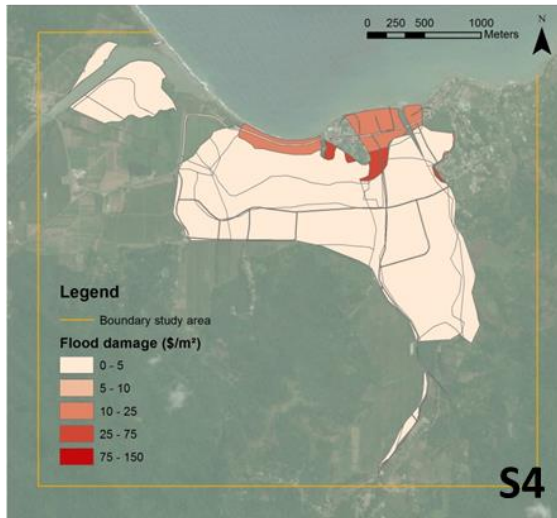 0 250 500 1000
Meters
N
Legend
Boundary study area
Flood damage ($/m²)
0 - 5
5 - 10
10 - 25
25 - 75
75 - 150
S4